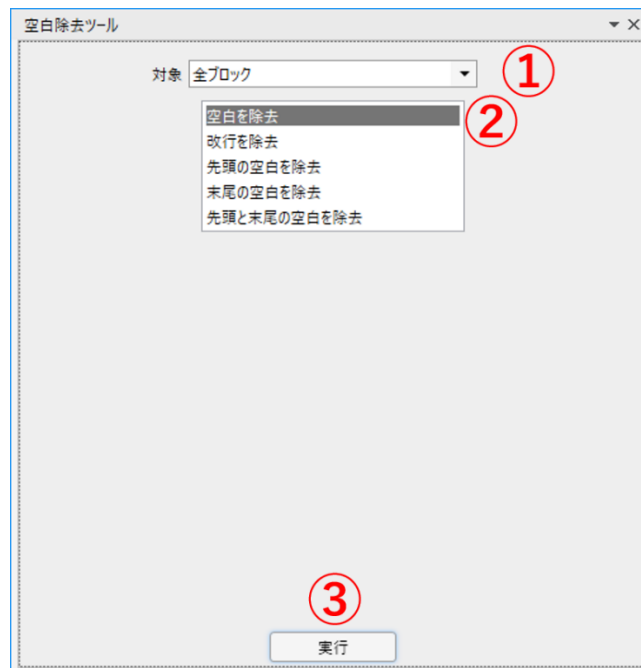 空白除去ツール
対象 全ブロック ①
空白を除去 ②
改行を除去
先頭の空白を除去
末尾の空白を除去
先頭と末尾の空白を除去
③
実行